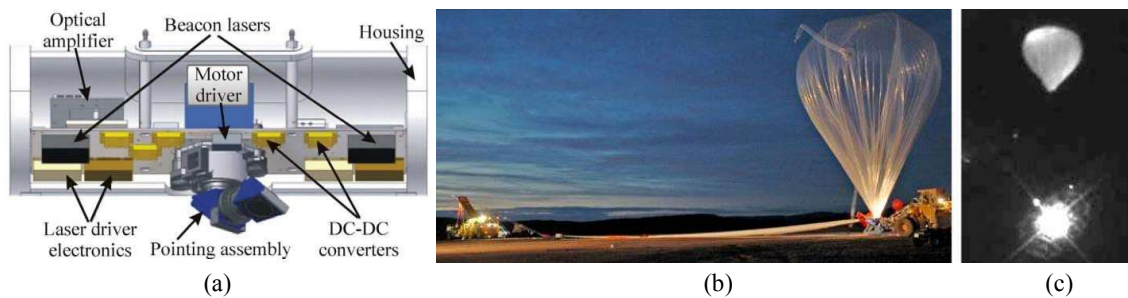 Optical
amplifier
Beacon lasers
Housing
Motor
driver
Laser driver
electronics
Pointing assembly
DC-DC
converters
(a)
(b)
(c)